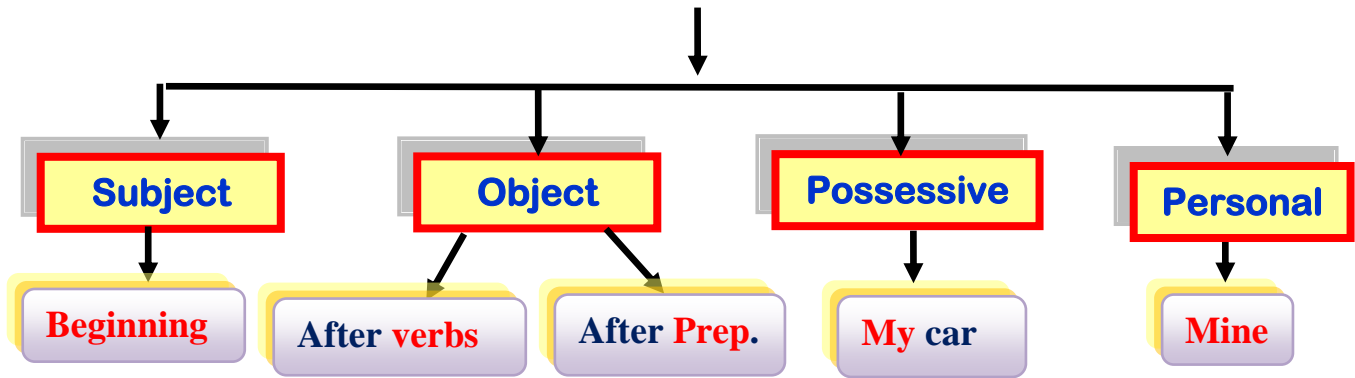 Subject
Object
Possessive
Personal
Beginning
After verbs
After Prep.
My car
Mine